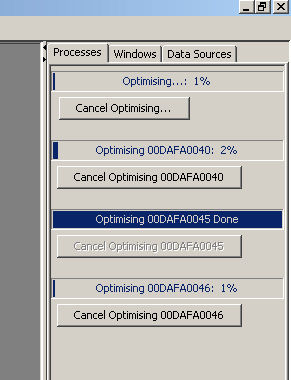 Processes Windows Data Sources
Optimising...: 1%
Cancel Optimising...
Optimising 00DAFA0040: 2%
Cancel Optimising 00DAFA0040
Optimising 00DAFA0045 Done
Cancel Optimising 00DAFA0045
Optimising 00DAFA0046: 1%
Cancel Optimising 00DAFA0046